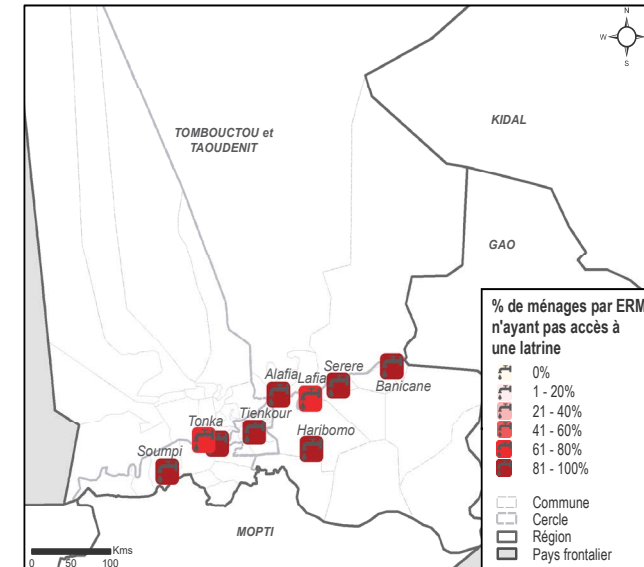 N
W
S
TOMBOUCTOU et
TAOUDENIT
KIDAL
GAO
Alafia
Lafia
Serere
Banicane
Tonka
Tienkour
Haribomo
Soumpi
MOPTI
% de ménages par ERM
n'ayant pas accès à
une latrine
0%
1 - 20%
21 - 40%
41 - 60%
61 - 80%
81 - 100%
Commune
Cercle
Région
Pays frontalier
Kms
0 50 100